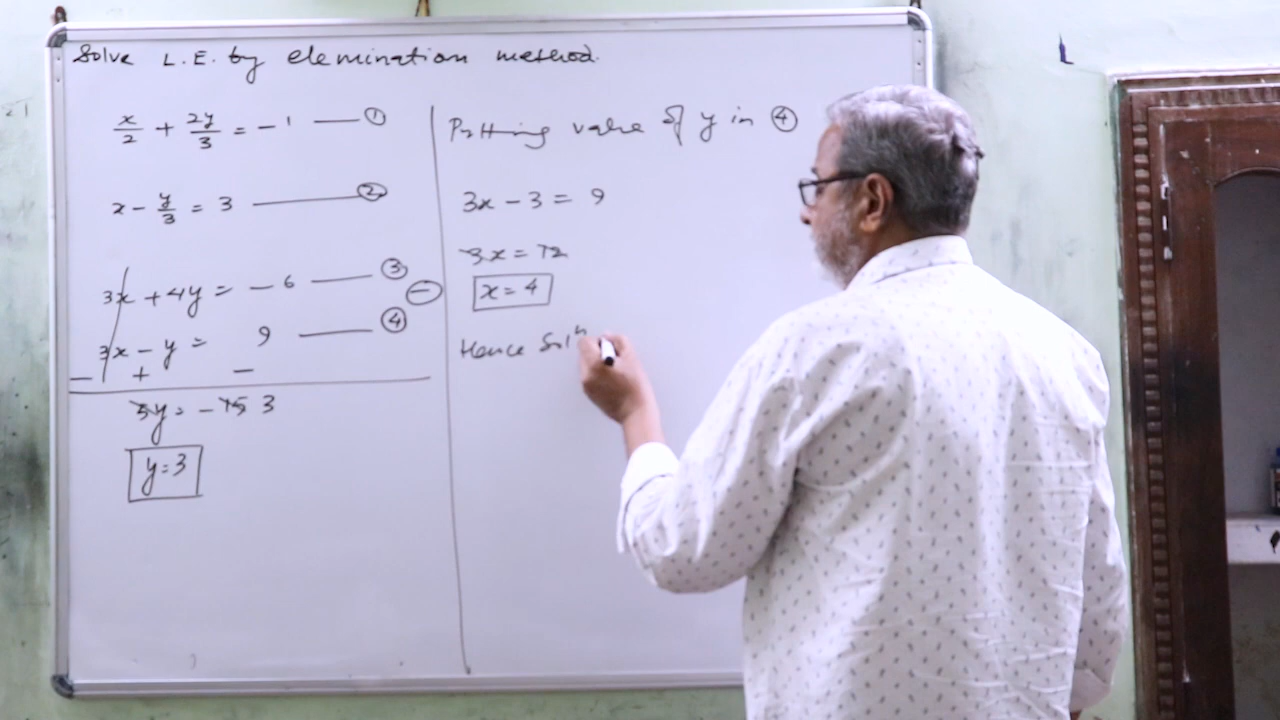 Solve L.E. by elemination method.
x/2 + 2y/3 = -1 — ①
x - y/3 = 3 — ②
3x + 4y = -6 — ③
3x - y = 9 — ④
⊖
- + -
5y = -15 3
y = 3
Putting value of y in ④
3x - 3 = 9
3x = 12
x = 4
Hence Solⁿ